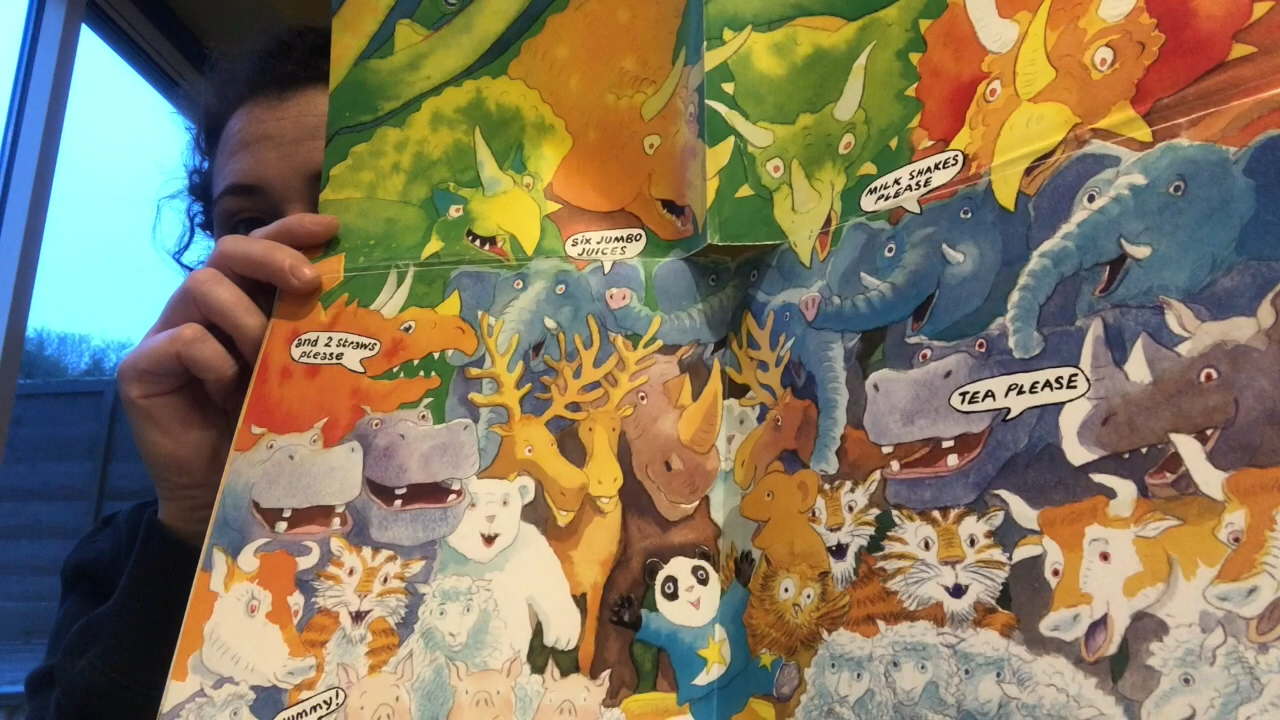 MILK SHAKES
PLEASE
SIX JUMBO
JUICES
and 2 straws
please
TEA PLEASE